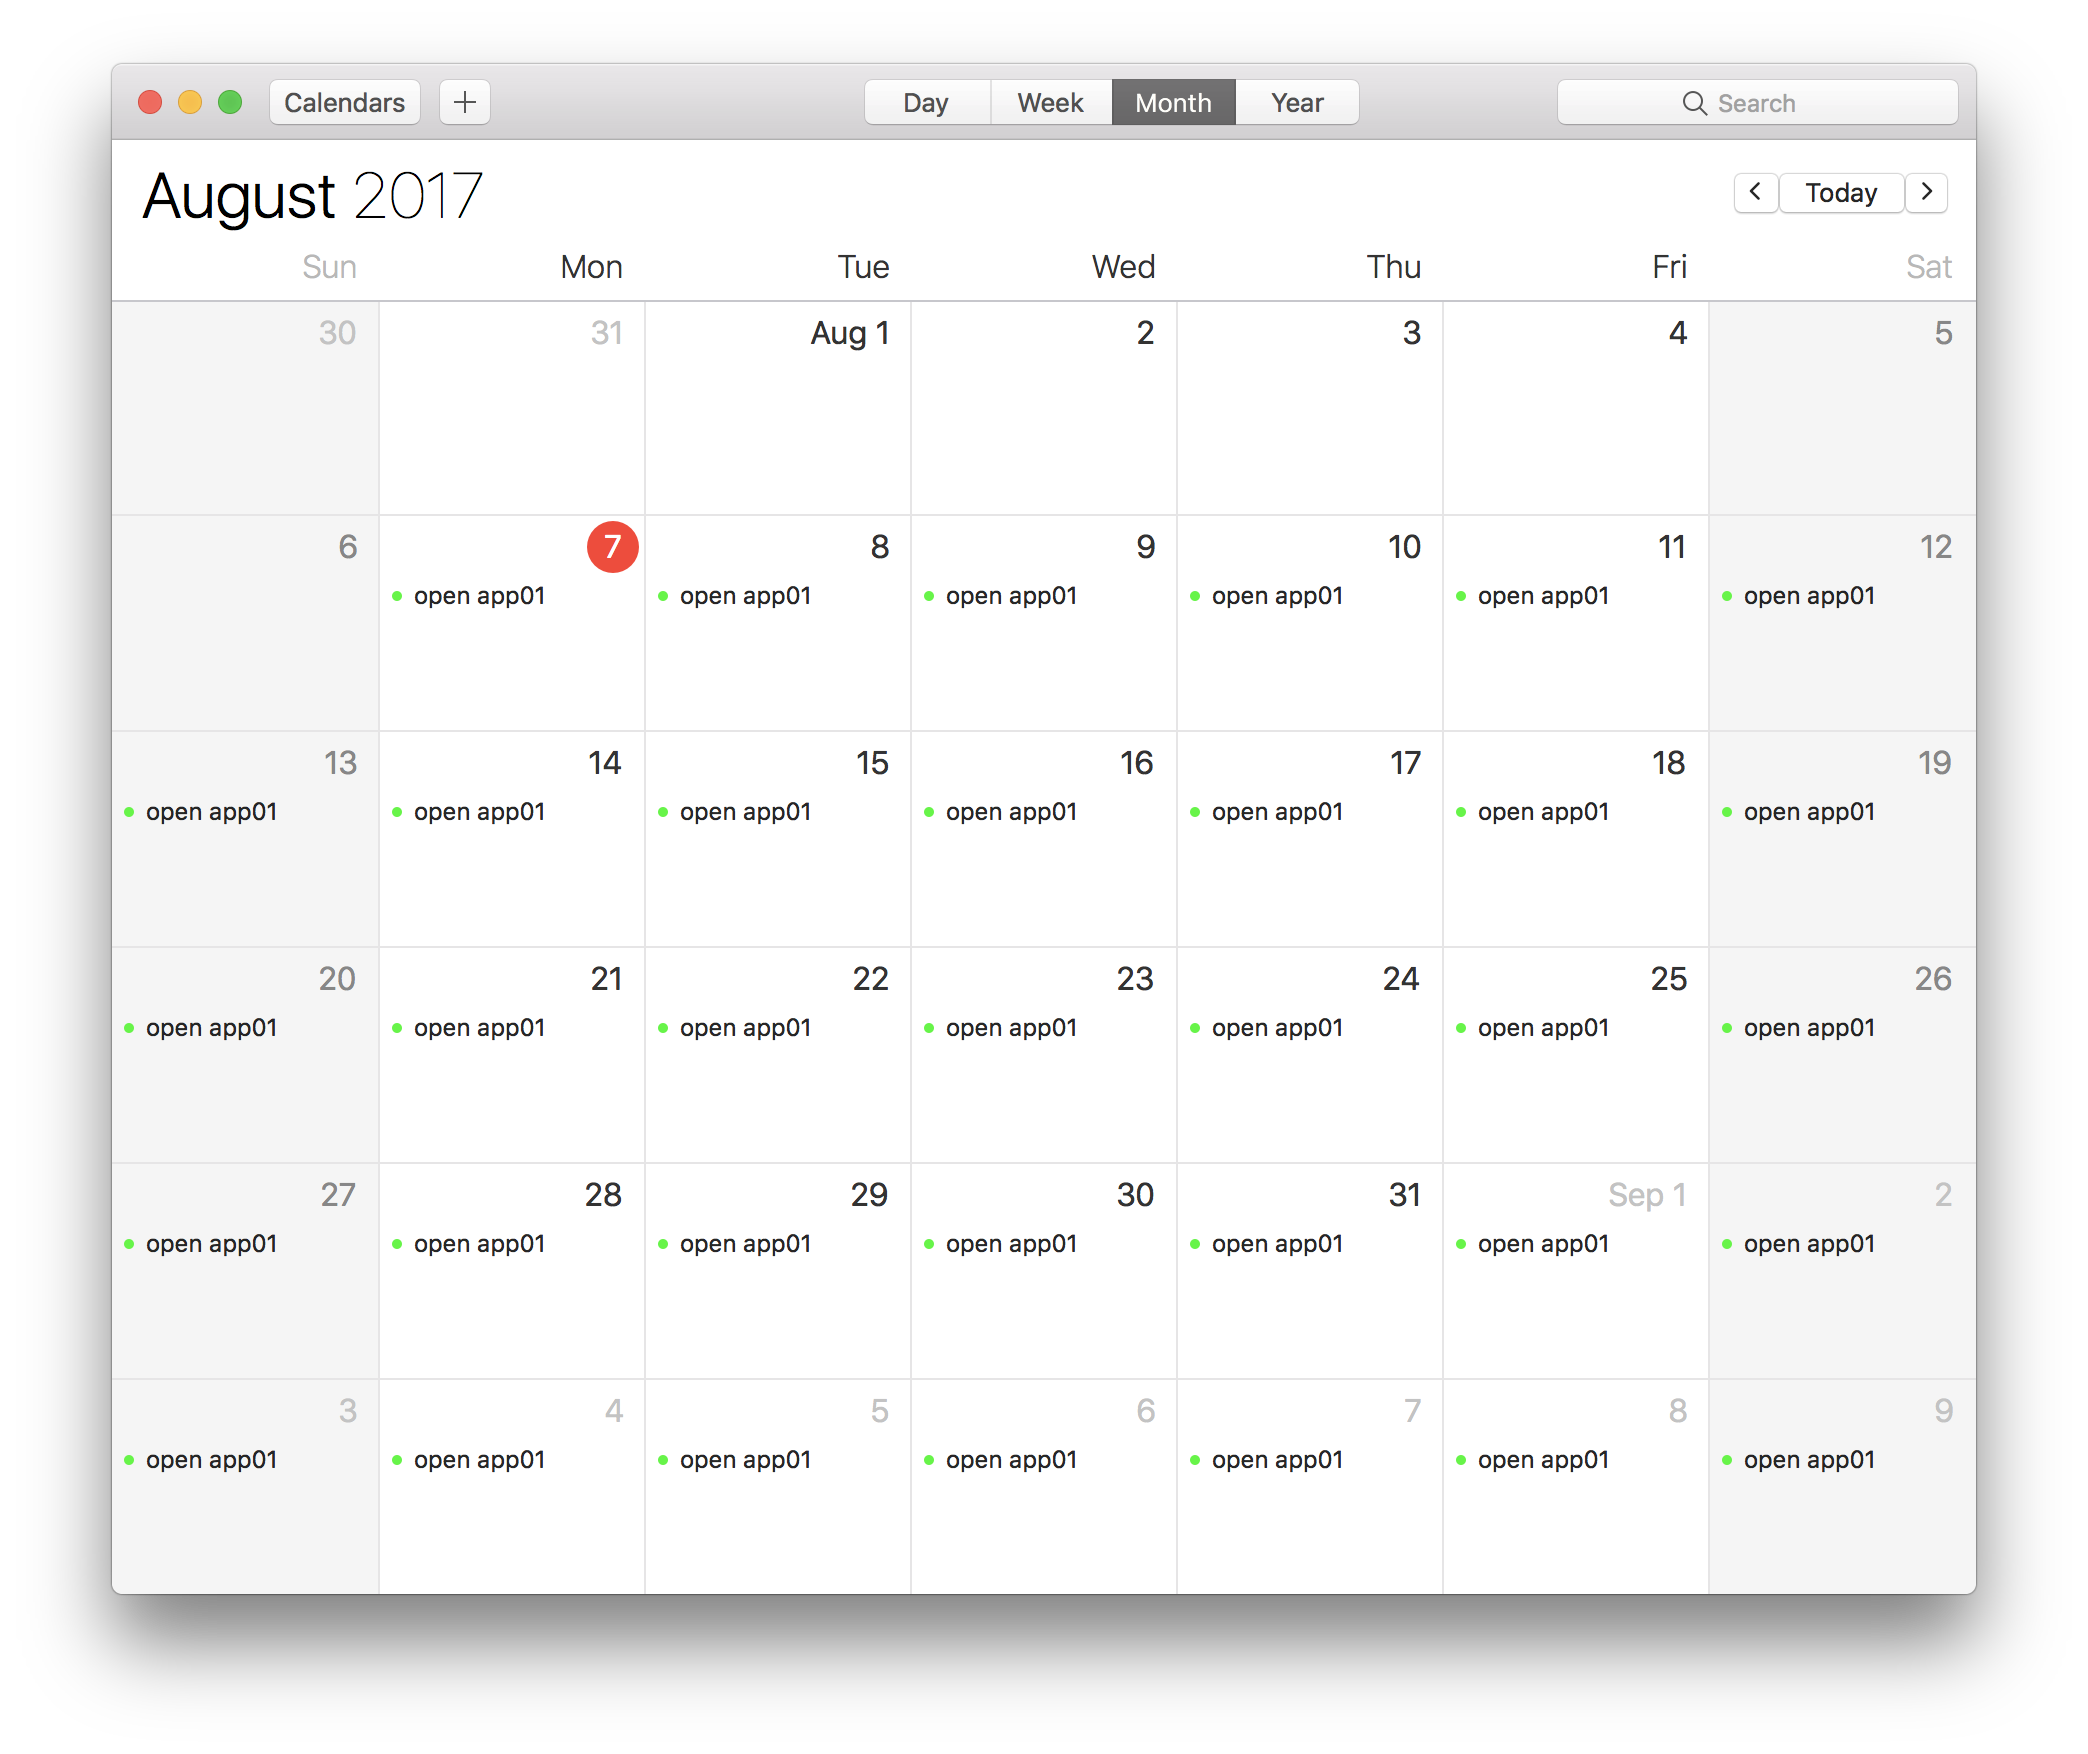 Calendars + Day Week Month Year Search
August 2017 < Today >
Sun Mon Tue Wed Thu Fri Sat
30 31 Aug 1 2 3 4 5
6 7 8 9 10 11 12
open app01 open app01 open app01 open app01 open app01 open app01
13 14 15 16 17 18 19
open app01 open app01 open app01 open app01 open app01 open app01 open app01
20 21 22 23 24 25 26
open app01 open app01 open app01 open app01 open app01 open app01 open app01
27 28 29 30 31 Sep 1 2
open app01 open app01 open app01 open app01 open app01 open app01 open app01
3 4 5 6 7 8 9
open app01 open app01 open app01 open app01 open app01 open app01 open app01